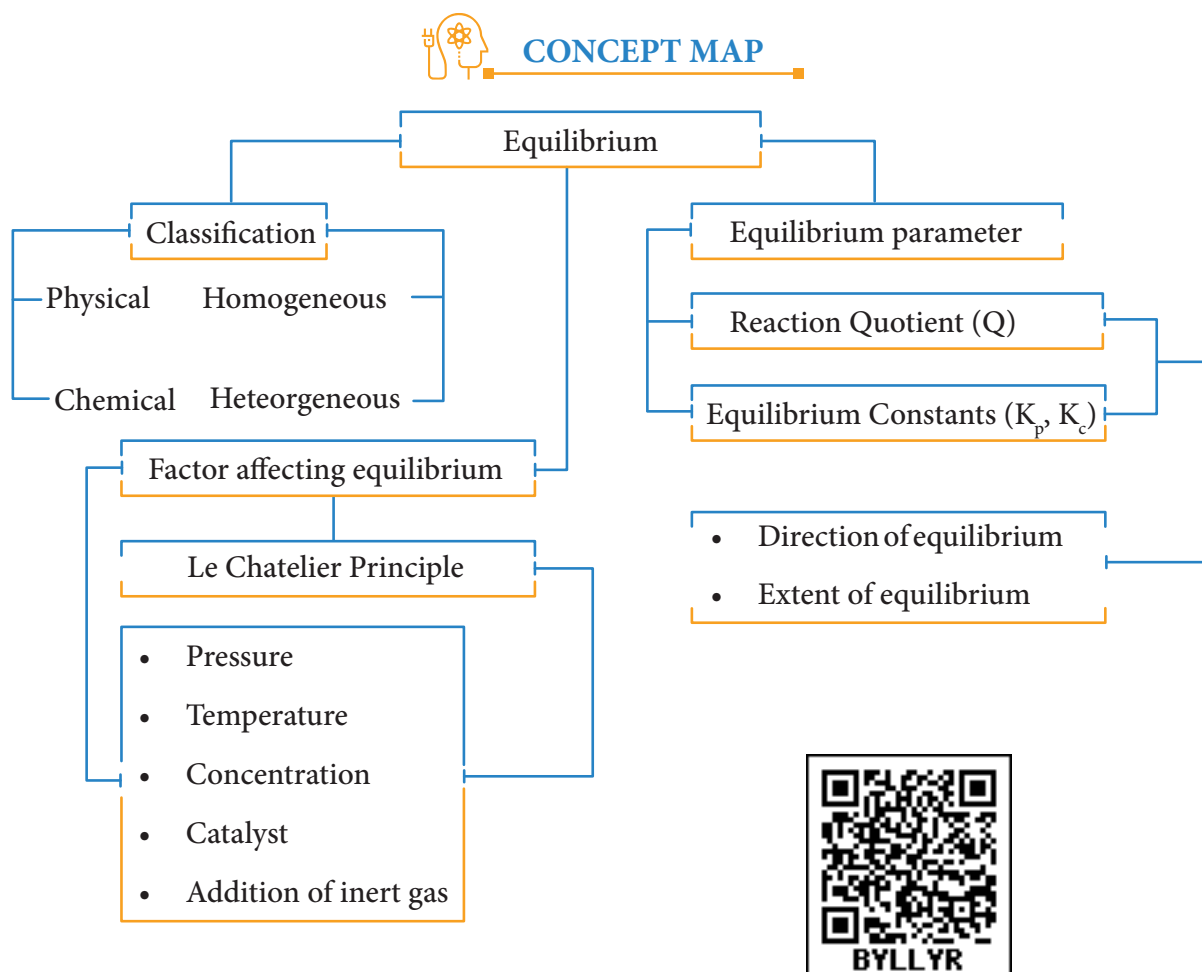 CONCEPT MAP
Equilibrium
Classification
Physical
Homogeneous
Chemical
Heteorgeneous
Factor affecting equilibrium
Le Chatelier Principle
• Pressure
• Temperature
• Concentration
• Catalyst
• Addition of inert gas
Equilibrium parameter
Reaction Quotient (Q)
Equilibrium Constants (Kp, Kc)
• Direction of equilibrium
• Extent of equilibrium
BYLLYR